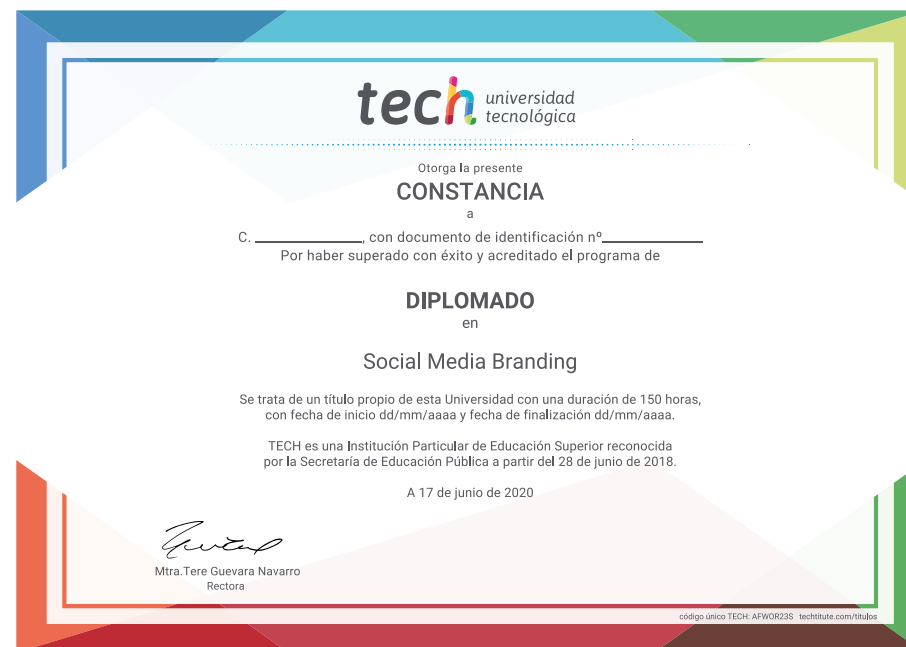 tech universidad
tecnológica
Otorga la presente
CONSTANCIA
a
C. ____________, con documento de identificación nº____________
Por haber superado con éxito y acreditado el programa de
DIPLOMADO
en
Social Media Branding
Se trata de un título propio de esta Universidad con una duración de 150 horas,
con fecha de inicio dd/mm/aaaa y fecha de finalización dd/mm/aaaa.
TECH es una Institución Particular de Educación Superior reconocida
por la Secretaría de Educación Pública a partir del 28 de junio de 2018.
A 17 de junio de 2020
Mtra.Tere Guevara Navarro
Rectora
código único TECH: AFWOR23S techtitute.com/titulos